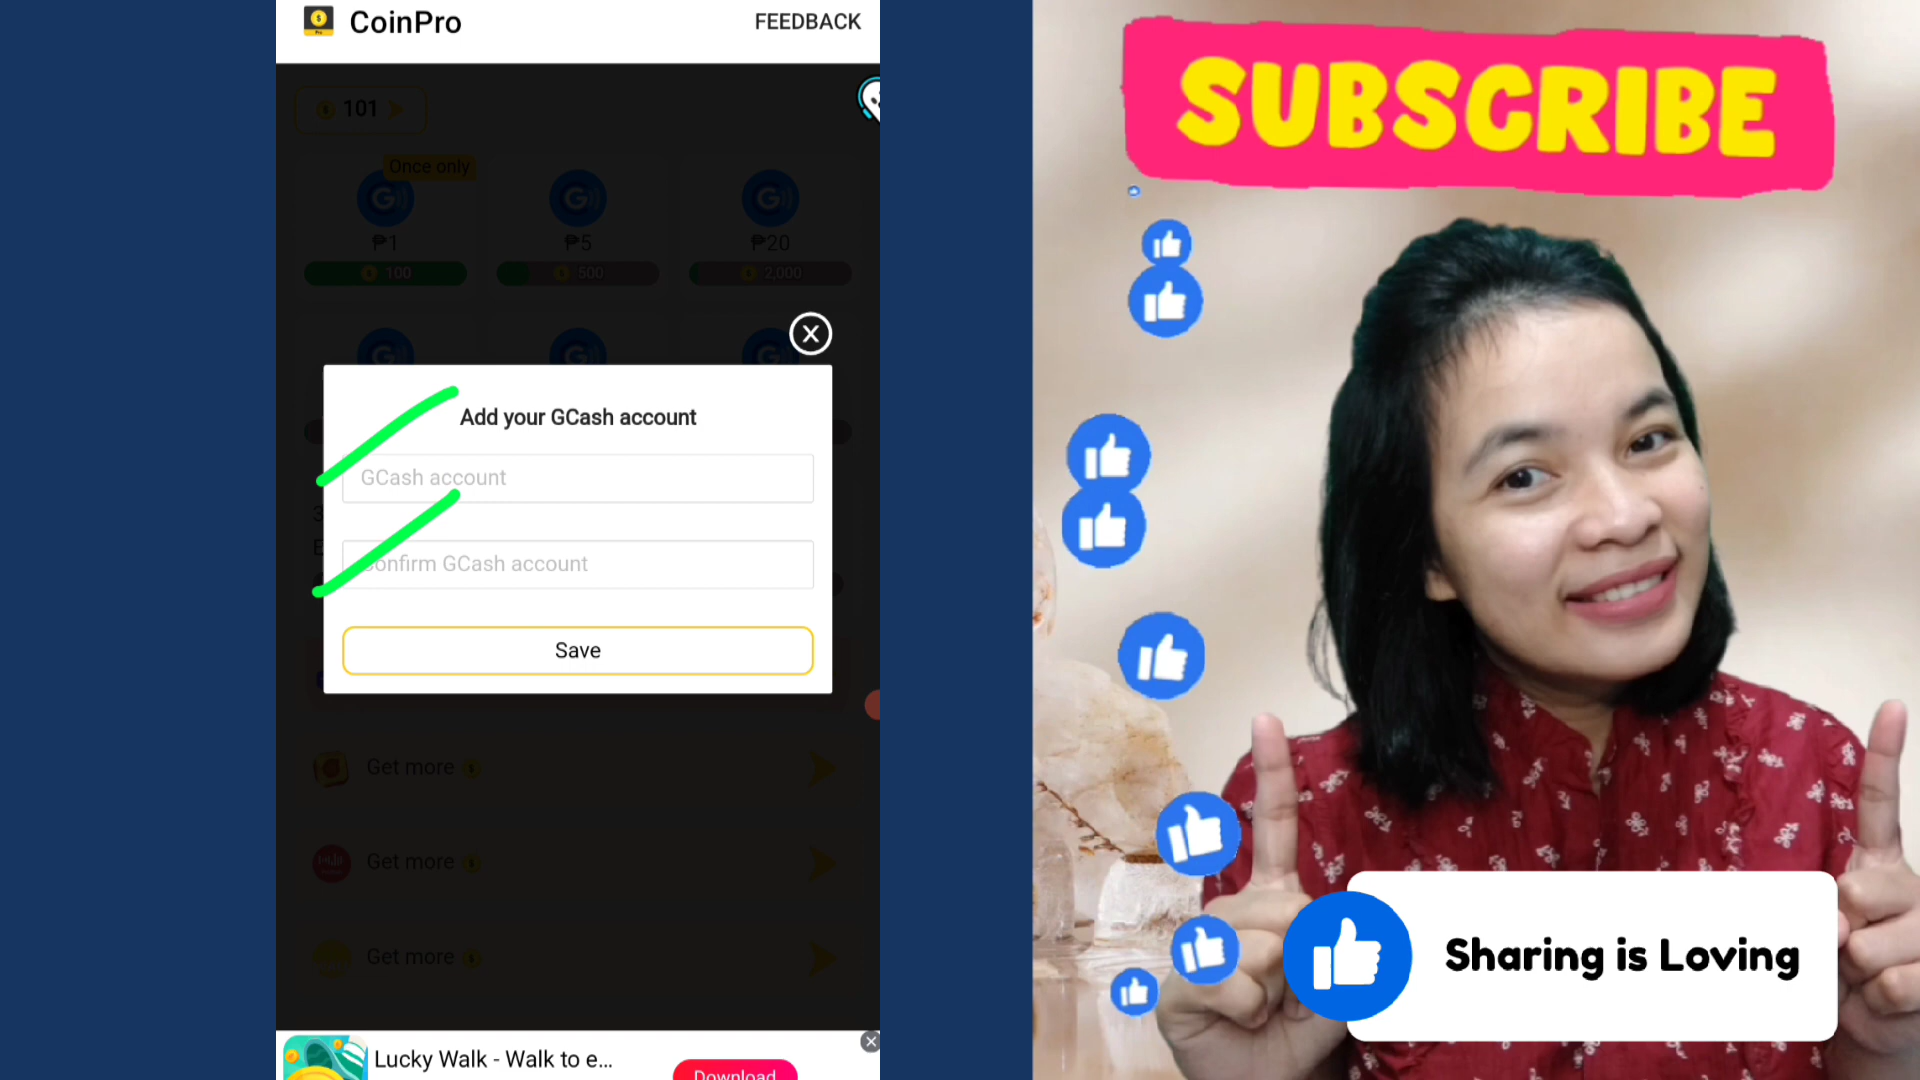 CoinPro
FEEDBACK
101
Once only
₱1
₱5
₱20
100
500
2,000
Add your GCash account
GCash account
Confirm GCash account
Save
Get more
Get more
Get more
Lucky Walk - Walk to e...
Download
SUBSCRIBE
Sharing is Loving